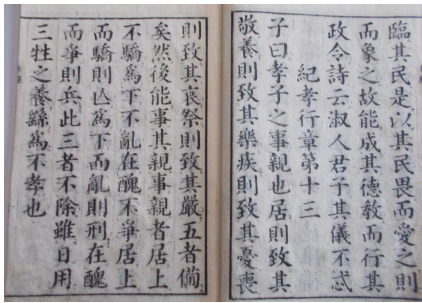 臨其民是以其民畏而愛之則
而象之故能成其德教而行其
政令詩云淑人君子其儀不忒
紀孝行章第十三
子曰孝子之事親也居則致其
敬養則致其樂疾則致其憂喪
則致其哀祭則致其嚴五者備
矣然後能事其親事親者居上
不驕爲下不亂在醜不爭居上
而驕則亡爲下而亂則刑在醜
而爭則兵此三者不除雖日用
三牲之養繇爲不孝也